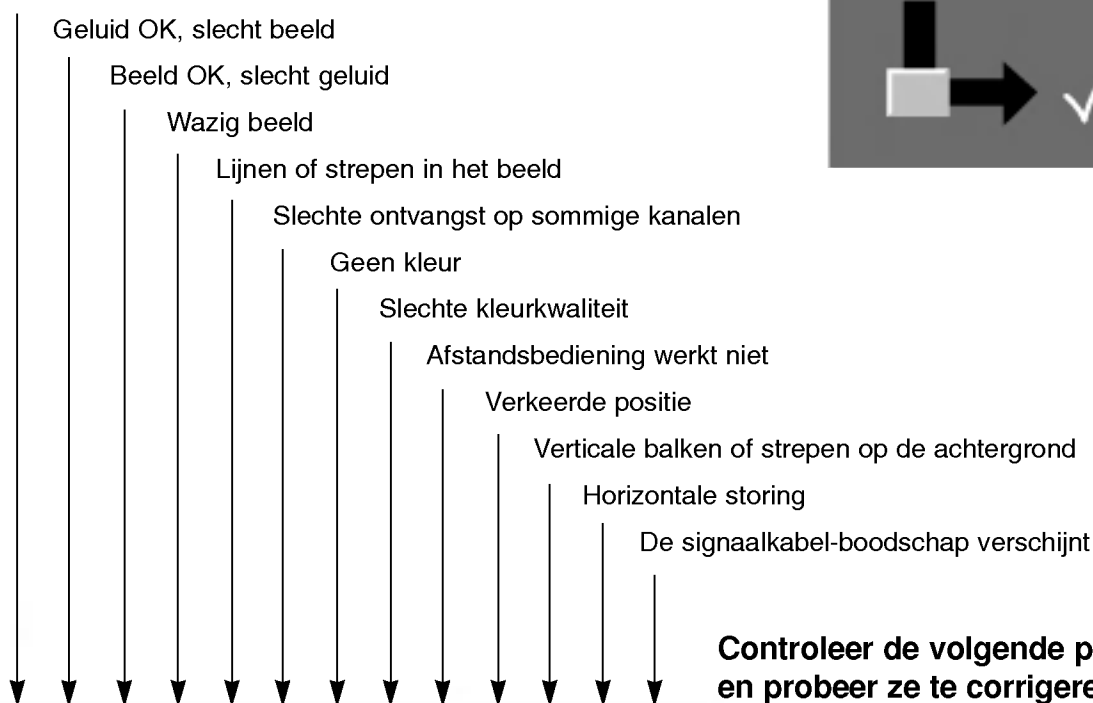 Geluid OK, slecht beeld
Beeld OK, slecht geluid
Wazig beeld
Lijnen of strepen in het beeld
Slechte ontvangst op sommige kanalen
Geen kleur
Slechte kleurkwaliteit
Afstandsbediening werkt niet
Verkeerde positie
Verticale balken of strepen op de achtergrond
Horizontale storing
De signaalkabel-boodschap verschijnt
Controleer de volgende p
en probeer ze te corrigere